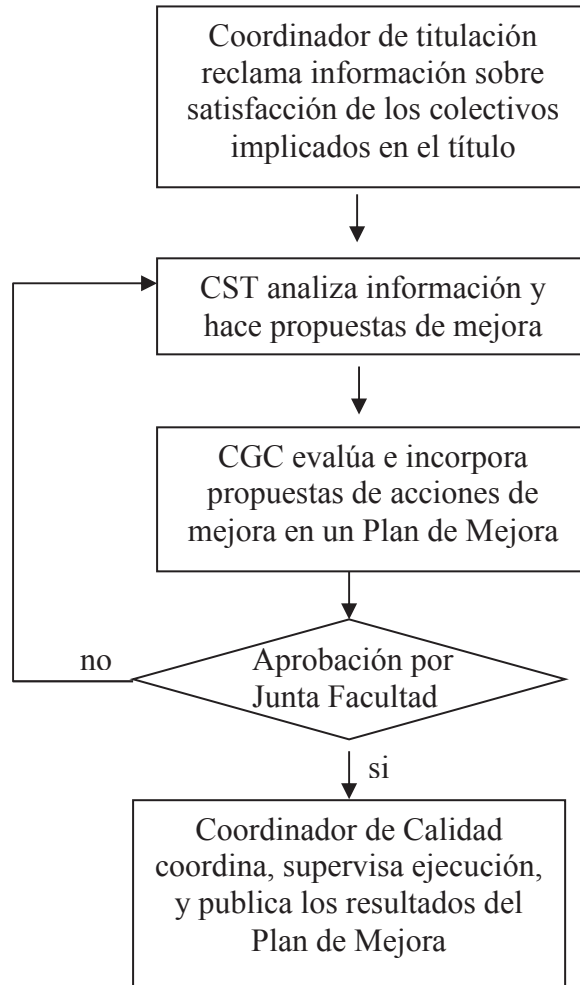 Coordinador de titulación
reclama información sobre
satisfacción de los colectivos
implicados en el título
CST analiza información y
hace propuestas de mejora
CGC evalúa e incorpora
propuestas de acciones de
mejora en un Plan de Mejora
no
Aprobación por
Junta Facultad
si
Coordinador de Calidad
coordina, supervisa ejecución,
y publica los resultados del
Plan de Mejora